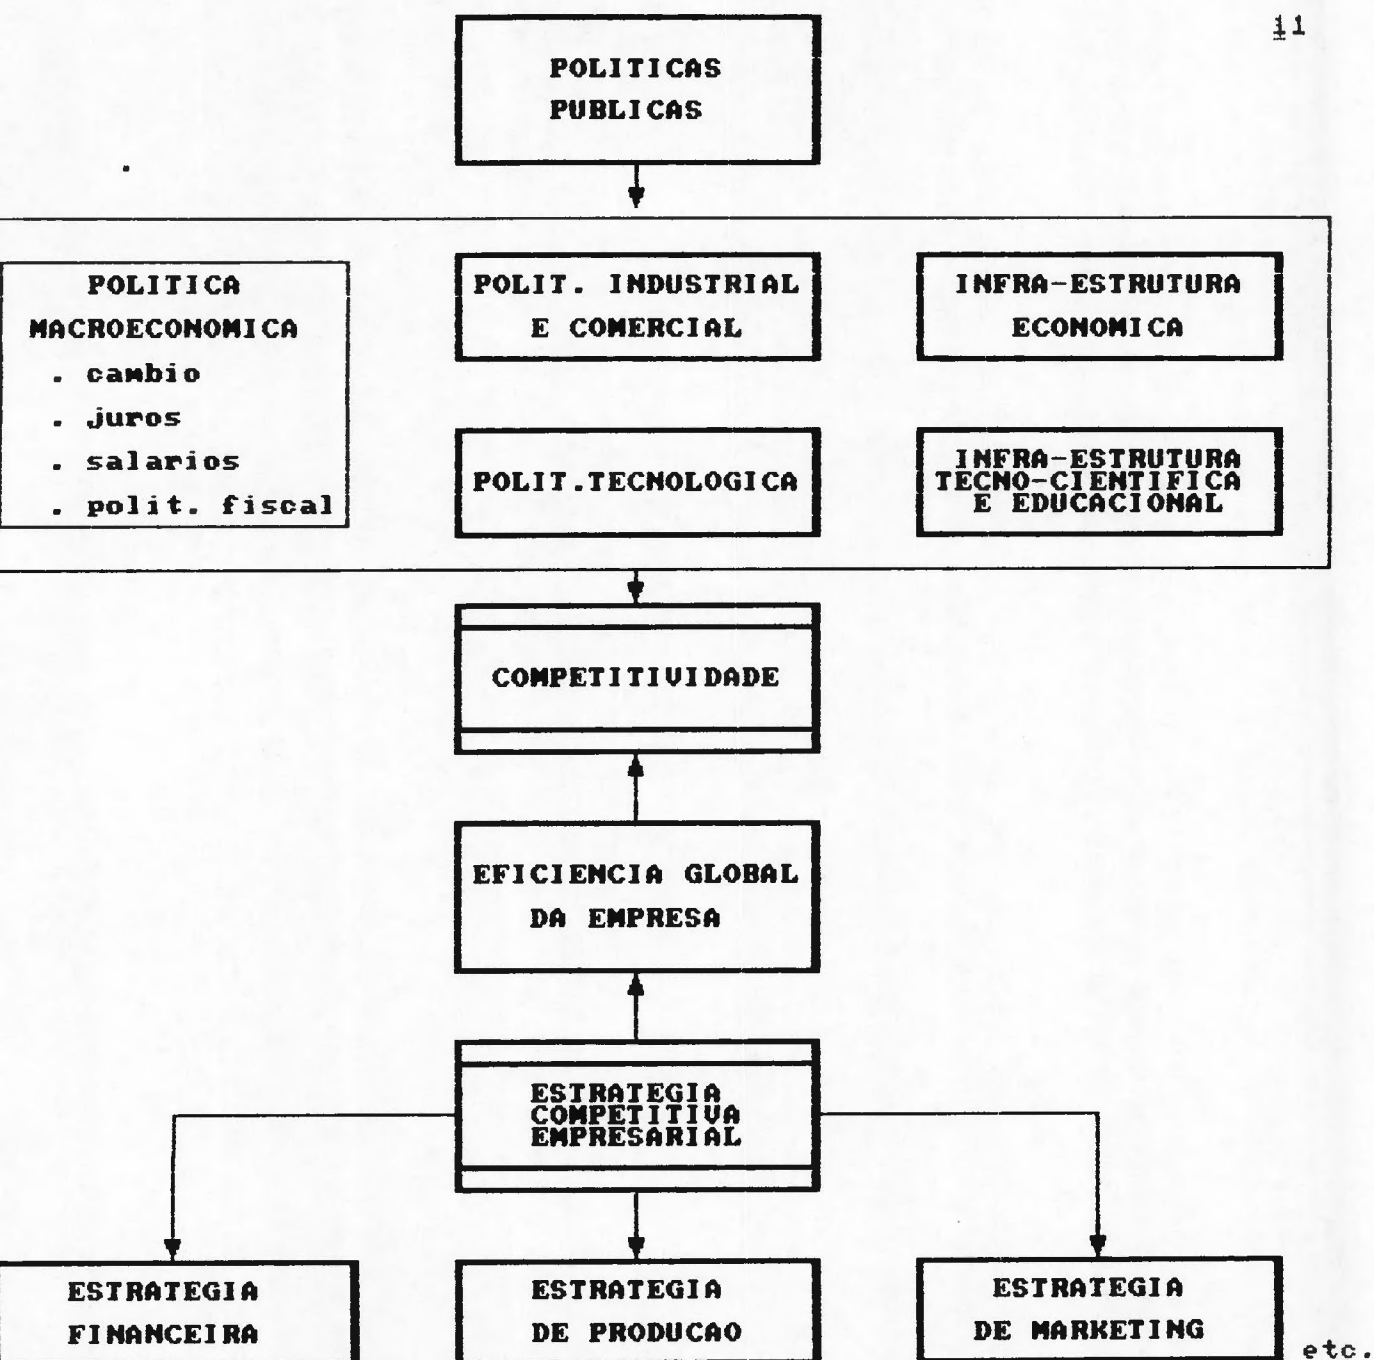 11
POLITICAS
PUBLICAS
POLITICA
MACROECONOMICA
. cambio
. juros
. salarios
. polit. fiscal
POLIT. INDUSTRIAL
E COMERCIAL
INFRA-ESTRUTURA
ECONOMICA
POLIT.TECNOLOGICA
INFRA-ESTRUTURA
TECNO-CIENTIFICA
E EDUCACIONAL
COMPETITIVIDADE
EFICIENCIA GLOBAL
DA EMPRESA
ESTRATEGIA
COMPETITIVA
EMPRESARIAL
ESTRATEGIA
FINANCEIRA
ESTRATEGIA
DE PRODUCAO
ESTRATEGIA
DE MARKETING
etc.